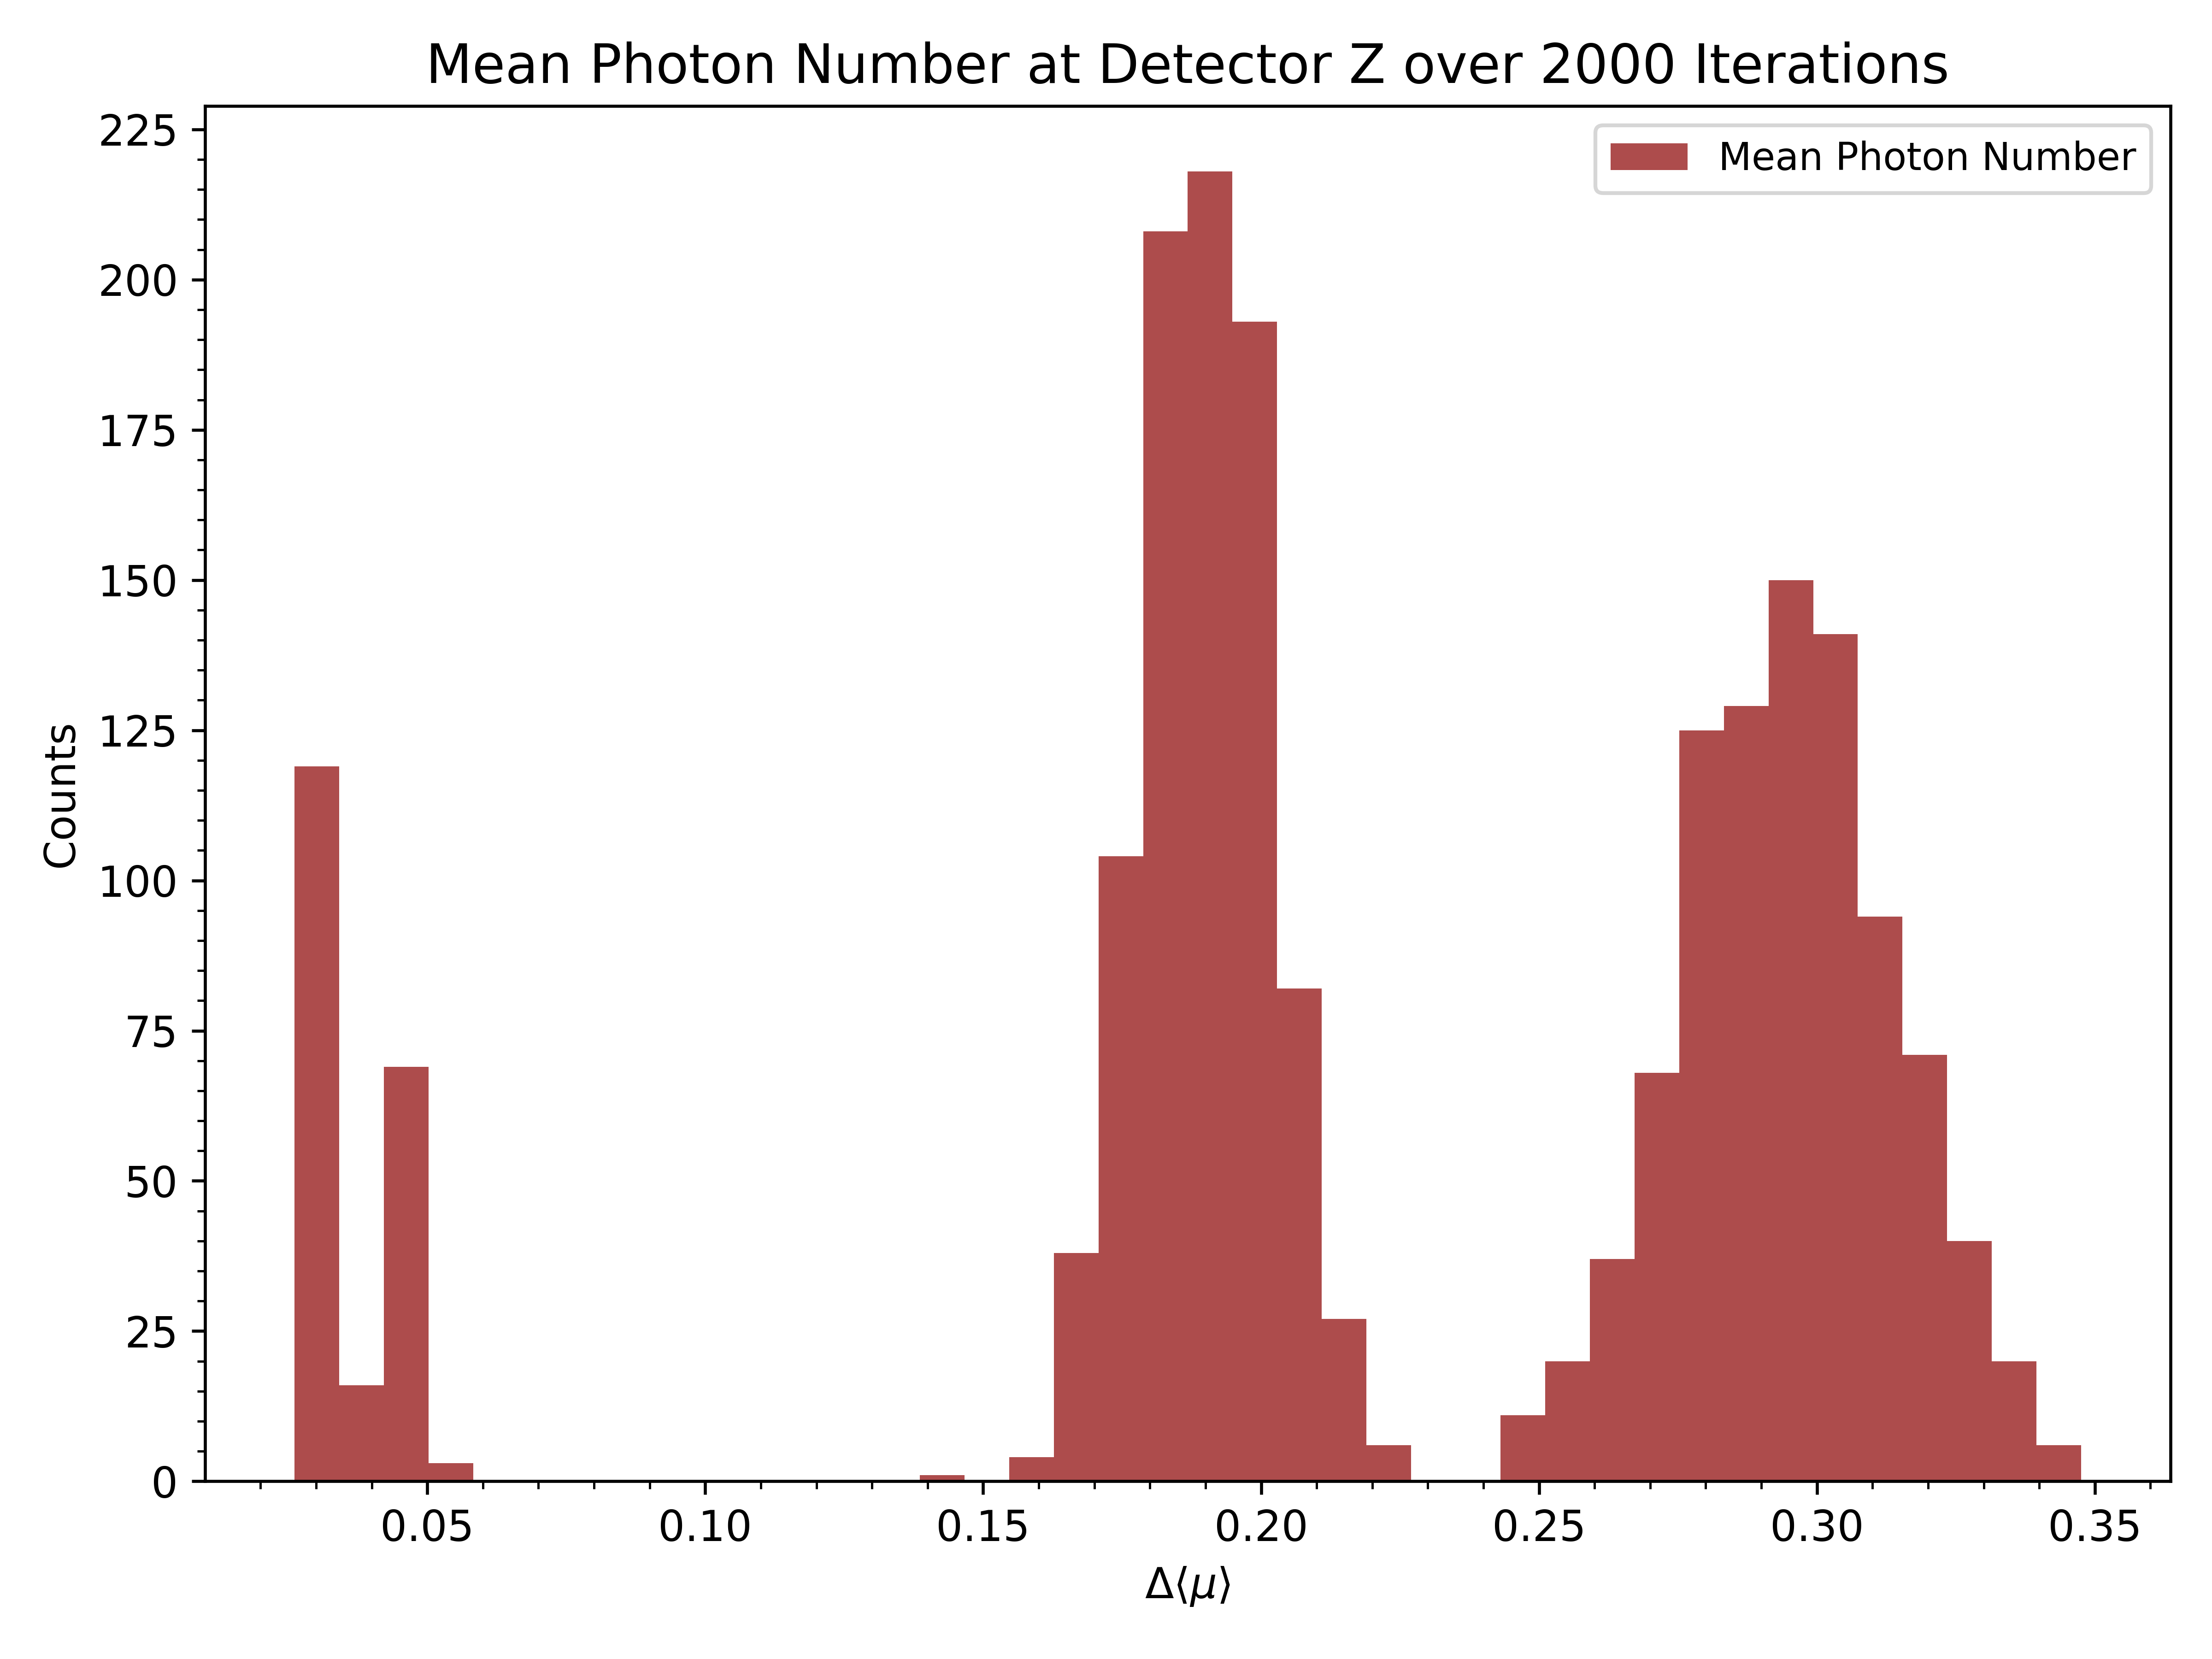 Mean Photon Number at Detector Z over 2000 Iterations
Mean Photon Number
225
200
175
150
125
100
75
50
25
0
Counts
0.05 0.10 0.15 0.20 0.25 0.30 0.35
Δ⟨μ⟩